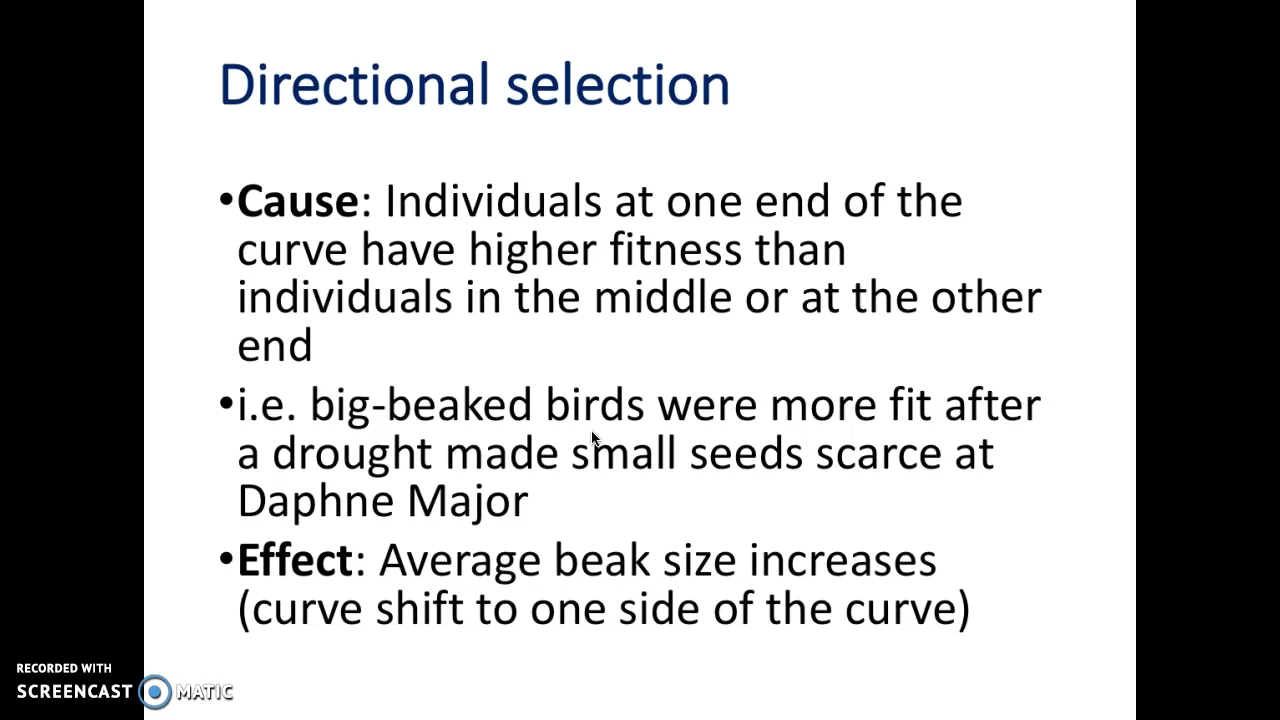 Directional selection
•Cause: Individuals at one end of the
curve have higher fitness than
individuals in the middle or at the other
end
•i.e. big-beaked birds were more fit after
a drought made small seeds scarce at
Daphne Major
•Effect: Average beak size increases
(curve shift to one side of the curve)
RECORDED WITH
SCREENCAST MATIC